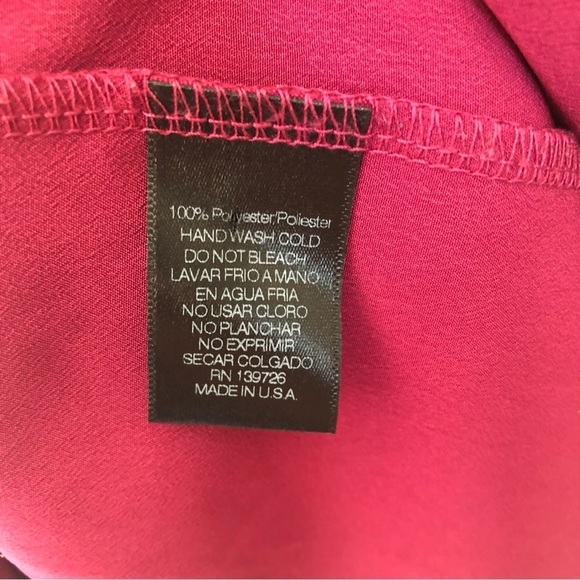 100% Polyester/Poliester
HAND WASH COLD
DO NOT BLEACH
LAVAR FRIO A MANO
EN AGUA FRIA
NO USAR CLORO
NO PLANCHAR
NO EXPRIMIR
SECAR COLGADO
RN 139726
MADE IN U.S.A.